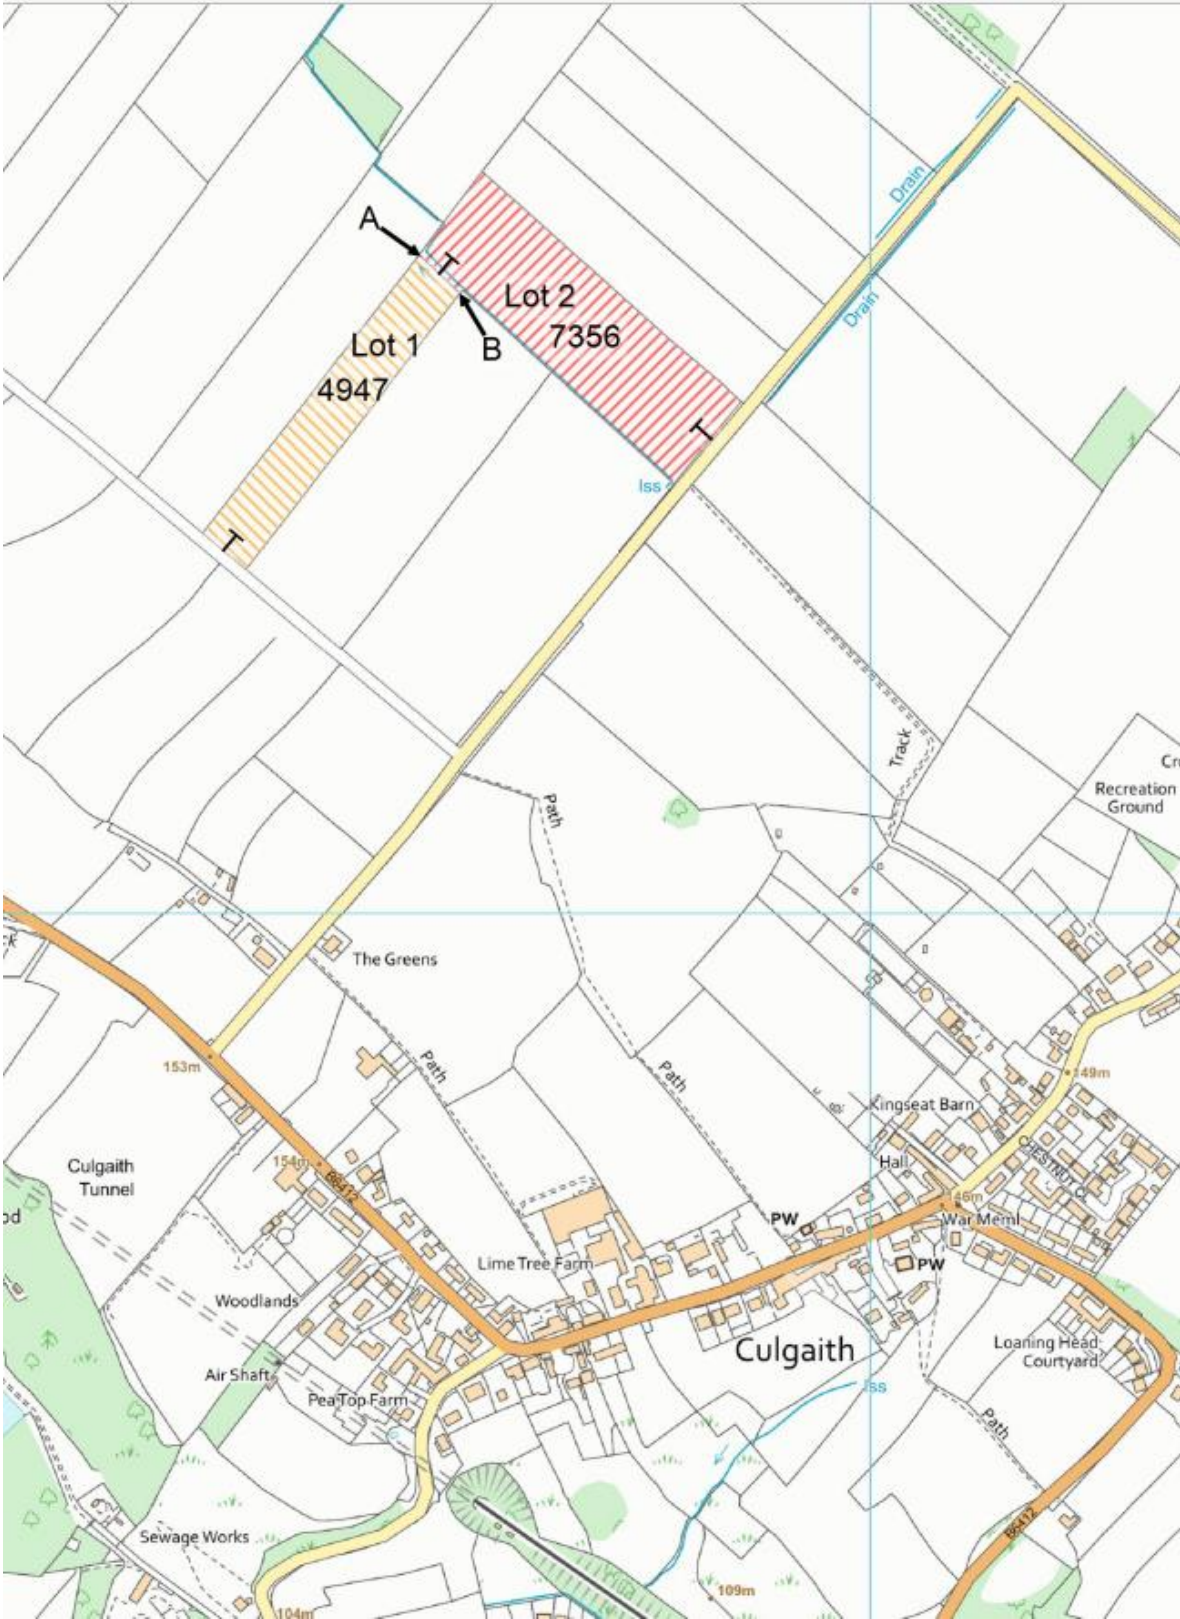 Drain
A
T
Lot 2
7356
Drain
Lot 1
B
4947
T
Iss
T
Track
Recreation
Ground
Path
The Greens
153m
Path
Path
149m
Kingseat Barn
CHESTNUT
Hall
Culgaith
Tunnel
154m
B6412
46m
PW
War Meml
Lime Tree Farm
PW
Woodlands
Culgaith
Loaning Head
Courtyard
Air Shaft
Iss
Pea Top Farm
Path
Sewage Works
B6412
109m
104m